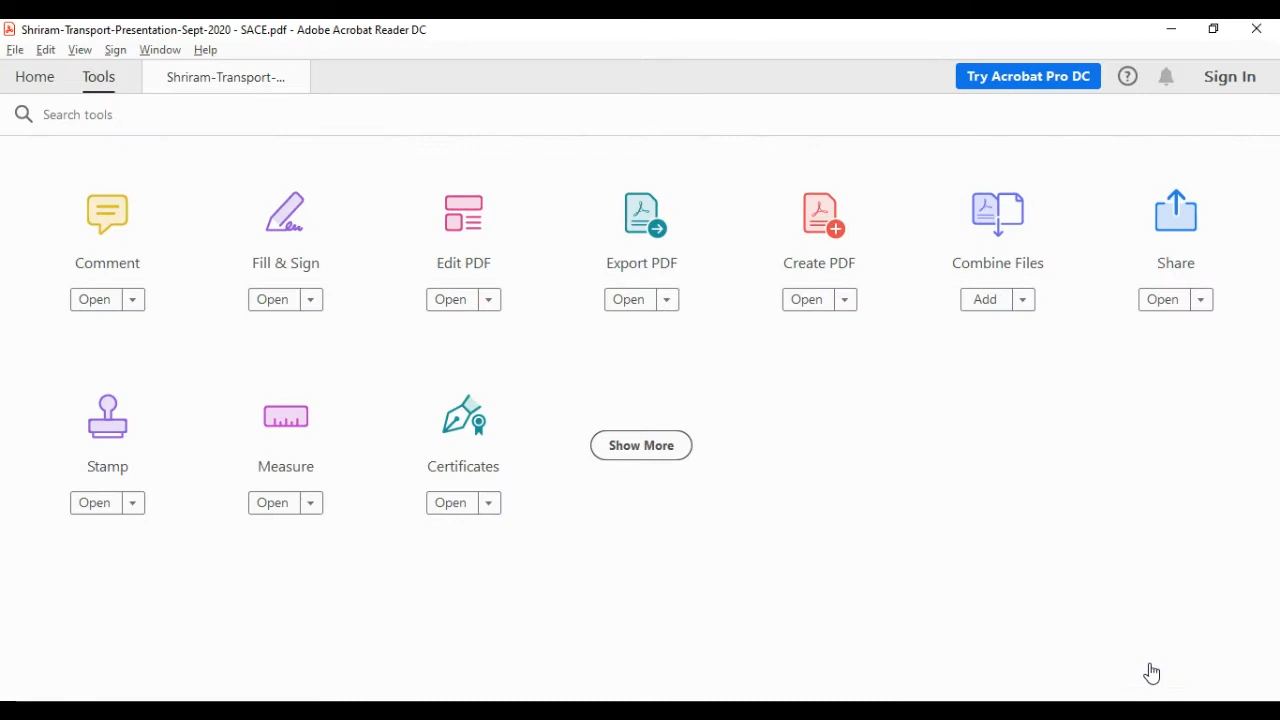 Shriram-Transport-Presentation-Sept-2020 - SACE.pdf - Adobe Acrobat Reader DC
File Edit View Sign Window Help
Home Tools Shriram-Transport-... Try Acrobat Pro DC ? Sign In
Search tools
Comment Fill & Sign Edit PDF Export PDF Create PDF Combine Files Share
Open Open Open Open Open Add Open
Stamp Measure Certificates Show More
Open Open Open